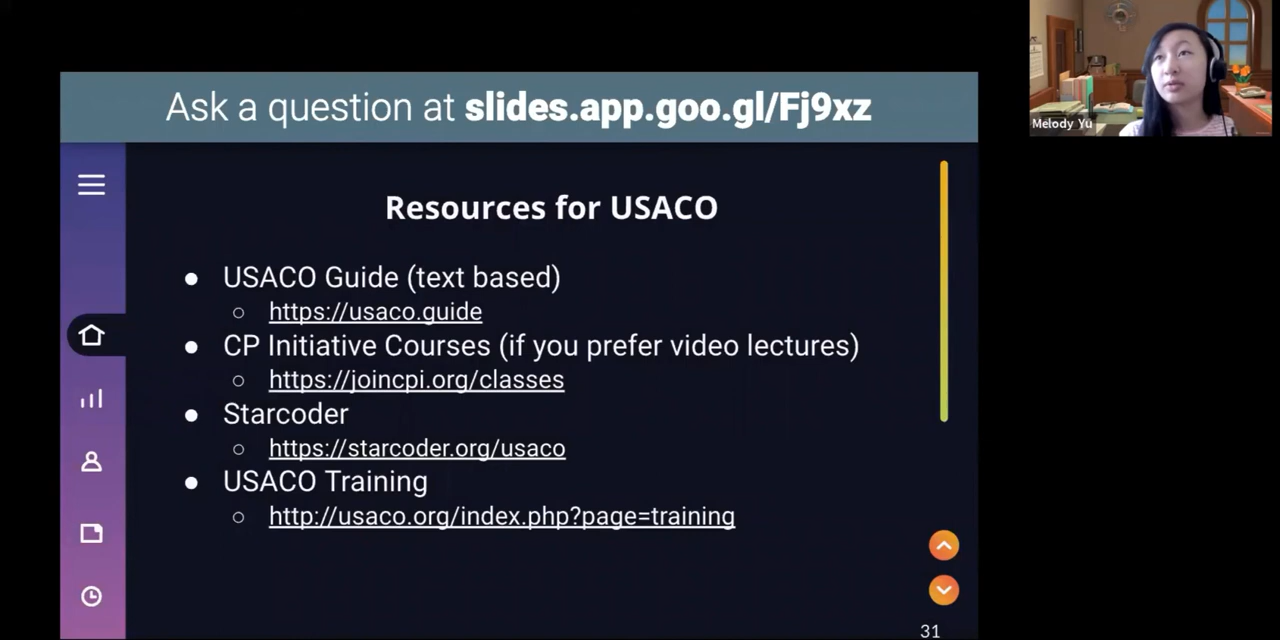 Ask a question at slides.app.goo.gl/Fj9xz
Melody Yu
Resources for USACO
USACO Guide (text based)
https://usaco.guide
CP Initiative Courses (if you prefer video lectures)
https://joincpi.org/classes
Starcoder
https://starcoder.org/usaco
USACO Training
http://usaco.org/index.php?page=training
31